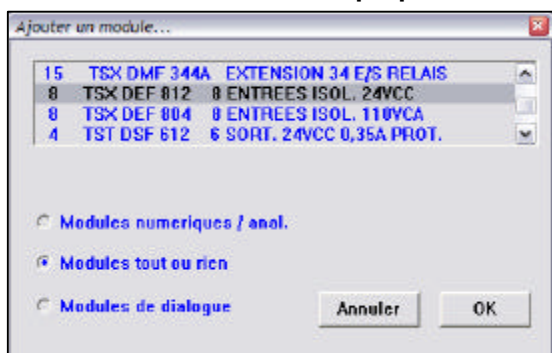 Ajouter un module...
15 TSX DMF 344A EXTENSION 34 E/S RELAIS
8 TSX DEF 812 8 ENTREES ISOL. 24VCC
8 TSX DEF 804 8 ENTREES ISOL. 110VCA
4 TST DSF 612 6 SORT. 24VCC 0,35A PROT.
Modules numeriques / anal.
Modules tout ou rien
Modules de dialogue
Annuler OK